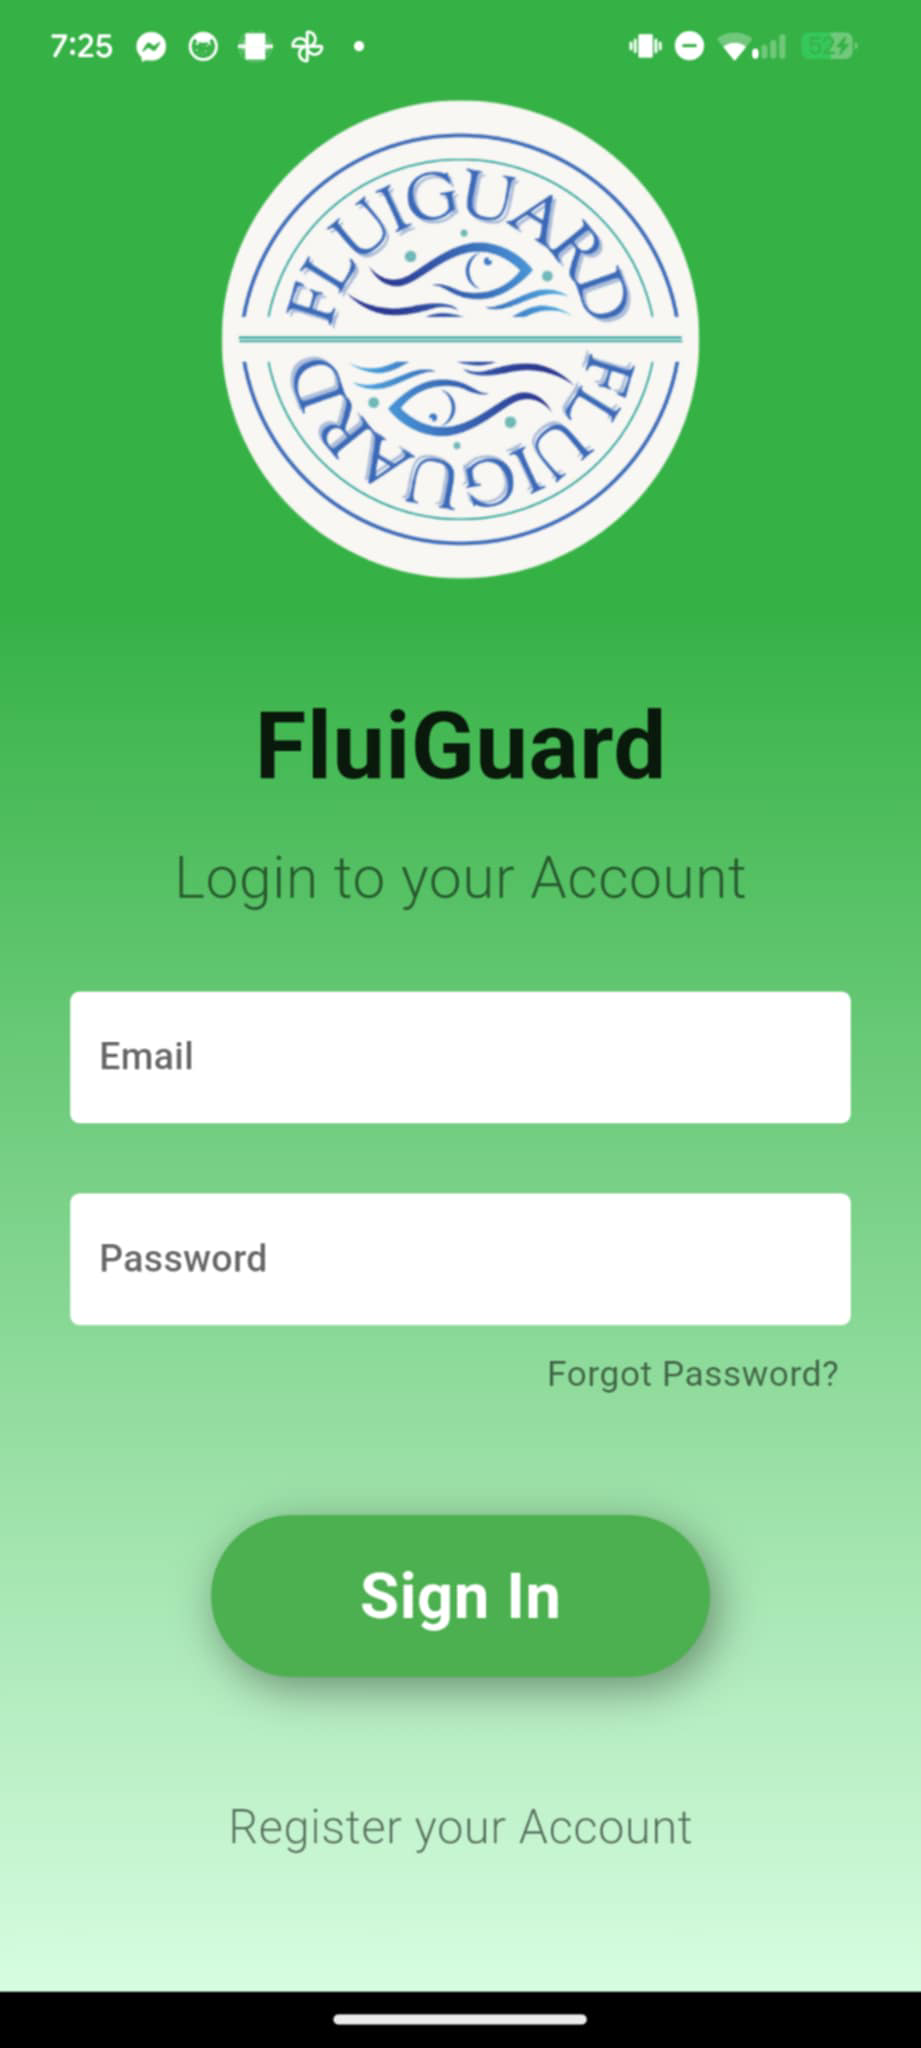 7:25
52
FLUIGUARD
FLUIGUARD
FluiGuard
Login to your Account
Email
Password
Forgot Password?
Sign In
Register your Account